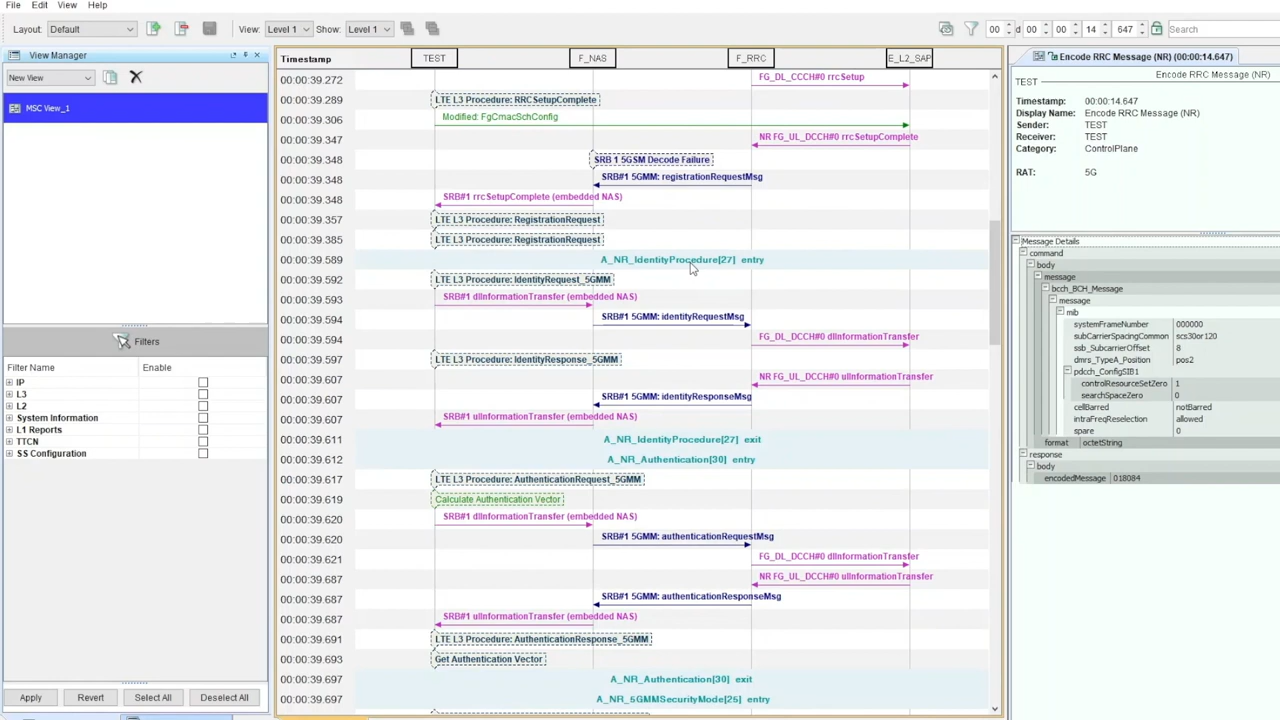 File Edit View Help
Layout: Default View: Level 1 Show: Level 1 00 d 00 00 14 647 Search
View Manager
New View
MSC View_1
Filters
Filter Name Enable
IP
L3
L2
System Information
L1 Reports
TTCN
SS Configuration
Apply Revert Select All Deselect All
Timestamp TEST F_NAS F_RRC E_L2_SAP
00:00:39.272 FG_DL_CCCH#0 rrcSetup
00:00:39.289 LTE L3 Procedure: RRCSetupComplete
00:00:39.306 Modified: FgCmacSchConfig
00:00:39.347 NR FG_UL_DCCH#0 rrcSetupComplete
00:00:39.348 SRB 1 5GSM Decode Failure
00:00:39.348 SRB#1 5GMM: registrationRequestMsg
00:00:39.348 SRB#1 rrcSetupComplete (embedded NAS)
00:00:39.357 LTE L3 Procedure: RegistrationRequest
00:00:39.385 LTE L3 Procedure: RegistrationRequest
00:00:39.589 A_NR_IdentityProcedure[27] entry
00:00:39.592 LTE L3 Procedure: IdentityRequest_5GMM
00:00:39.593 SRB#1 dlInformationTransfer (embedded NAS)
00:00:39.594 SRB#1 5GMM: identityRequestMsg
00:00:39.594 FG_DL_DCCH#0 dlInformationTransfer
00:00:39.597 LTE L3 Procedure: IdentityResponse_5GMM
00:00:39.607 NR FG_UL_DCCH#0 ulInformationTransfer
00:00:39.607 SRB#1 5GMM: identityResponseMsg
00:00:39.607 SRB#1 ulInformationTransfer (embedded NAS)
00:00:39.611 A_NR_IdentityProcedure[27] exit
00:00:39.612 A_NR_Authentication[30] entry
00:00:39.617 LTE L3 Procedure: AuthenticationRequest_5GMM
00:00:39.619 Calculate Authentication Vector
00:00:39.620 SRB#1 dlInformationTransfer (embedded NAS)
00:00:39.620 SRB#1 5GMM: authenticationRequestMsg
00:00:39.621 FG_DL_DCCH#0 dlInformationTransfer
00:00:39.687 NR FG_UL_DCCH#0 ulInformationTransfer
00:00:39.687 SRB#1 5GMM: authenticationResponseMsg
00:00:39.687 SRB#1 ulInformationTransfer (embedded NAS)
00:00:39.691 LTE L3 Procedure: AuthenticationResponse_5GMM
00:00:39.693 Get Authentication Vector
00:00:39.697 A_NR_Authentication[30] exit
00:00:39.697 A_NR_5GMMSecurityMode[25] entry
Encode RRC Message (NR) (00:00:14.647)
Encode RRC Message (NR)
TEST
Timestamp: 00:00:14.647
Display Name: Encode RRC Message (NR)
Sender: TEST
Receiver: TEST
Category: ControlPlane
RAT: 5G
Message Details
command
body
message
bcch_BCH_Message
message
mib
systemFrameNumber 000000
subCarrierSpacingCommon scs30or120
ssb_SubcarrierOffset 8
dmrs_TypeA_Position pos2
pdcch_ConfigSIB1
controlResourceSetZero 1
searchSpaceZero 0
cellBarred notBarred
intraFreqReselection allowed
spare 0
format octetString
response
body
encodedMessage 018084